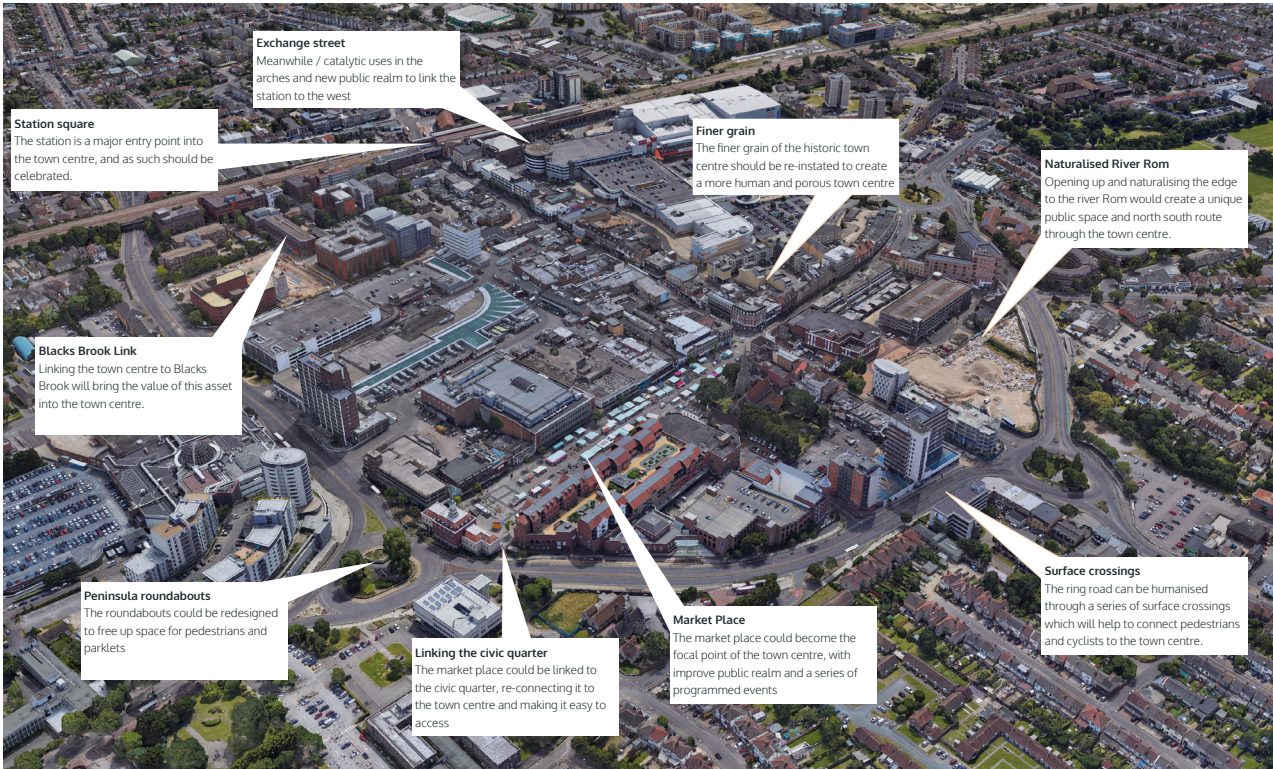 Exchange street
Meanwhile / catalytic uses in the
arches and new public realm to link the
station to the west
Station square
The station is a major entry point into
the town centre, and as such should be
celebrated.
Finer grain
The finer grain of the historic town
centre should be re-instated to create
a more human and porous town centre
Naturalised River Rom
Opening up and naturalising the edge
to the river Rom would create a unique
public space and north south route
through the town centre.
Blacks Brook Link
Linking the town centre to Blacks
Brook will bring the value of this asset
into the town centre.
Peninsula roundabouts
The roundabouts could be redesigned
to free up space for pedestrians and
parklets
Linking the civic quarter
The market place could be linked to
the civic quarter, re-connecting it to
the town centre and making it easy to
access
Market Place
The market place could become the
focal point of the town centre, with
improve public realm and a series of
programmed events
Surface crossings
The ring road can be humanised
through a series of surface crossings
which will help to connect pedestrians
and cyclists to the town centre.